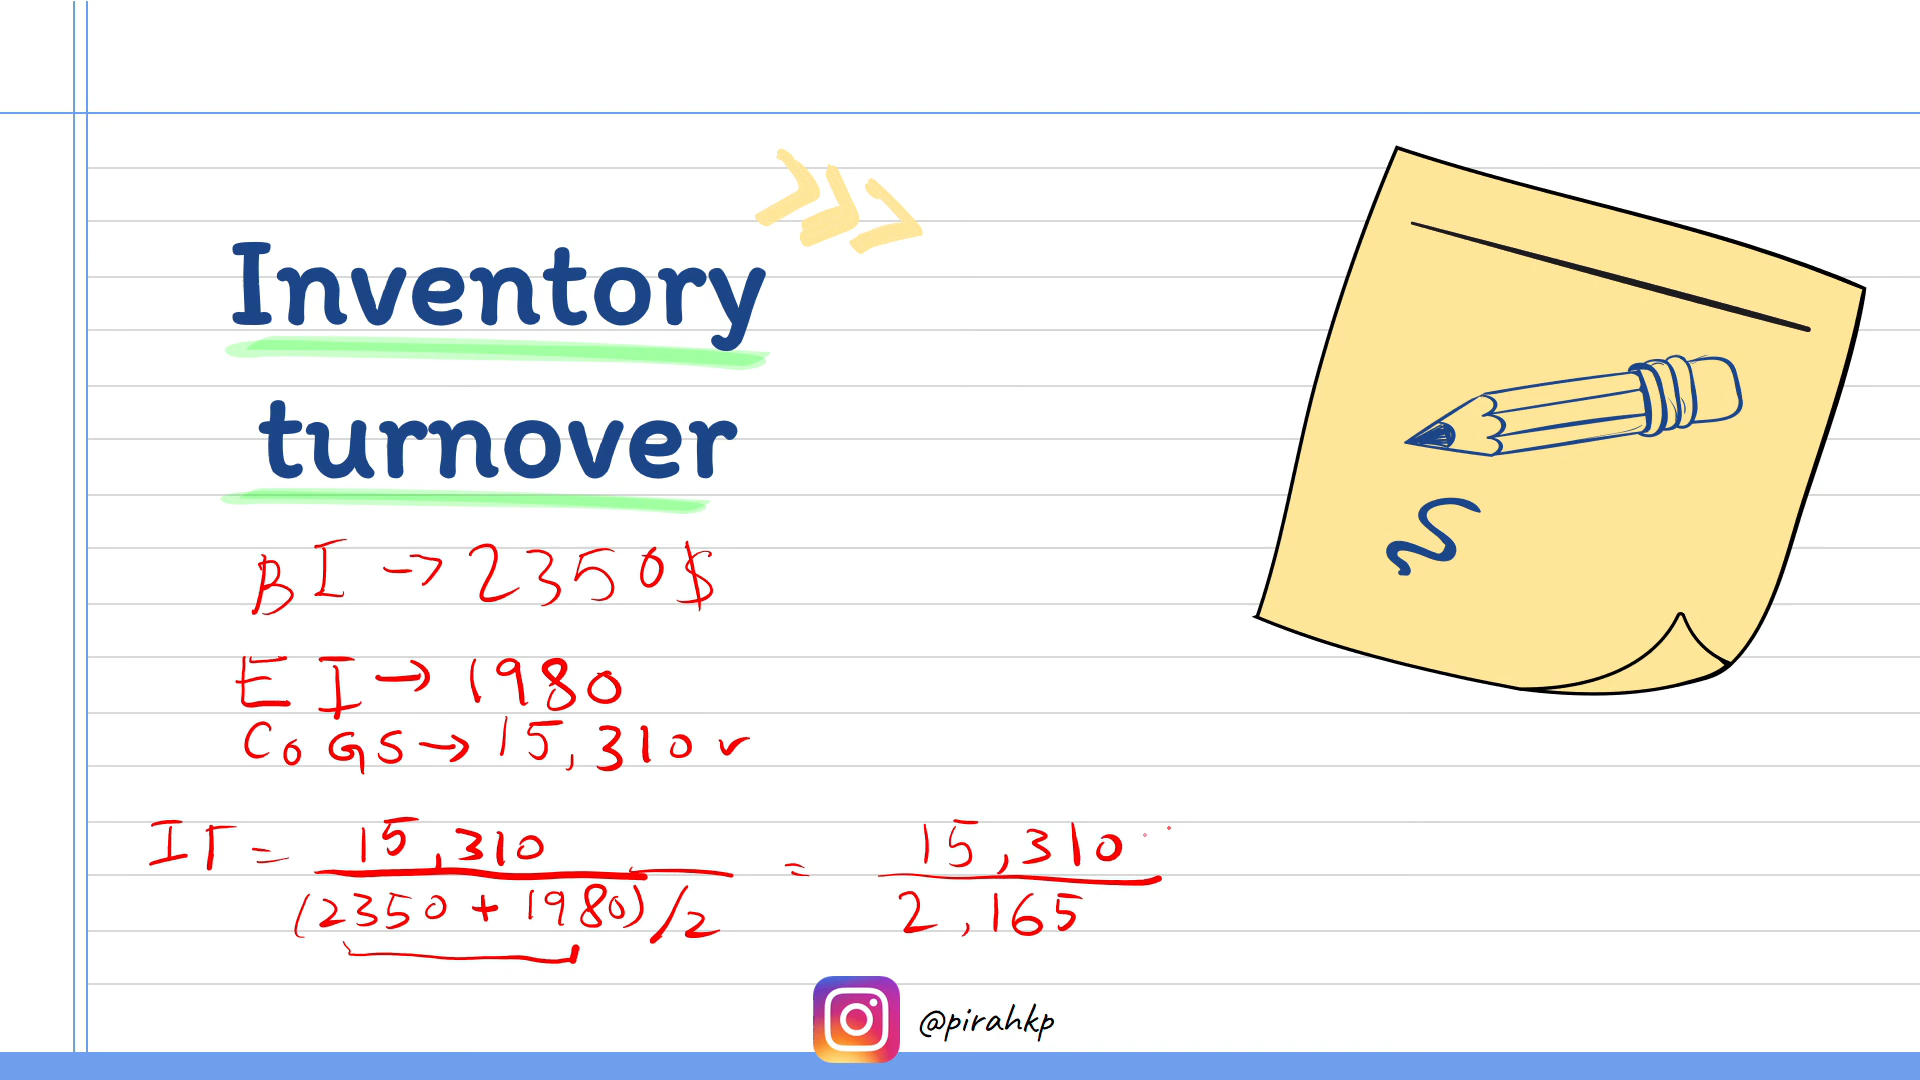 Inventory
turnover
BI → 2350$
EI → 1980
COGS → 15,310 ✓
IT = 15,310 / (2350 + 1980)/2 = 15,310 / 2,165
@pirahkp